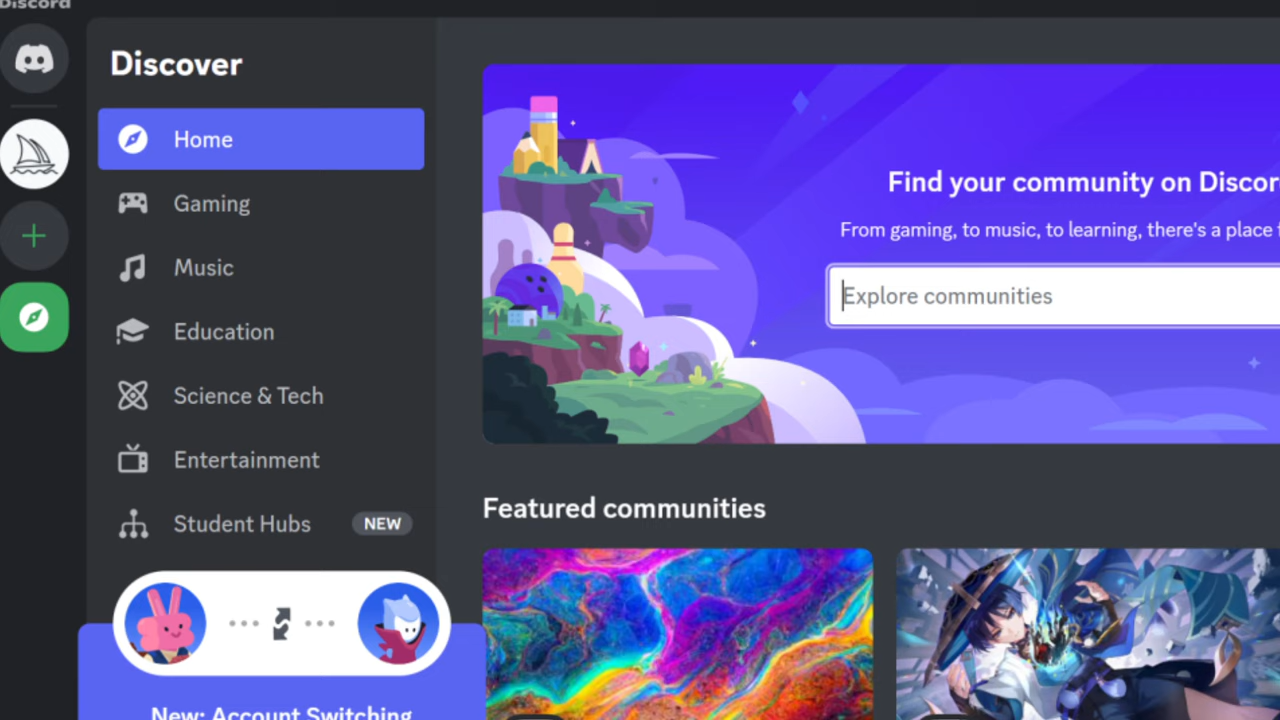 Discord
Discover
Home
Gaming
Music
Education
Science & Tech
Entertainment
Student Hubs NEW
New: Account Switching
Find your community on Discor
From gaming, to music, to learning, there's a place f
Explore communities
Featured communities